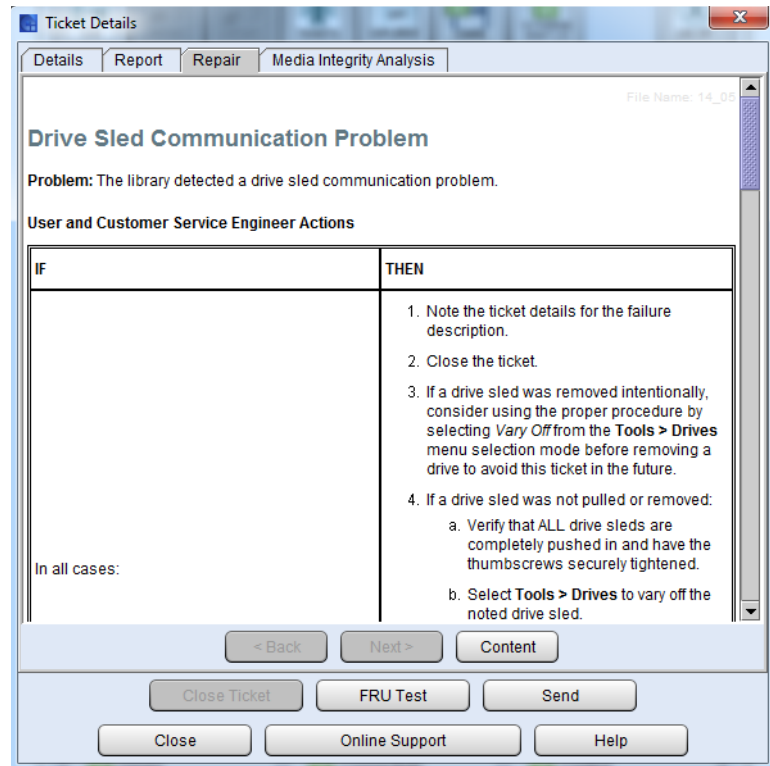 Ticket Details
Details Report Repair Media Integrity Analysis
File Name: 14_05
Drive Sled Communication Problem
Problem: The library detected a drive sled communication problem.
User and Customer Service Engineer Actions
IF THEN
1. Note the ticket details for the failure
description.
2. Close the ticket.
3. If a drive sled was removed intentionally,
consider using the proper procedure by
selecting Vary Off from the Tools > Drives
menu selection mode before removing a
drive to avoid this ticket in the future.
4. If a drive sled was not pulled or removed:
a. Verify that ALL drive sleds are
completely pushed in and have the
thumbscrews securely tightened.
In all cases:
b. Select Tools > Drives to vary off the
noted drive sled.
< Back Next > Content
Close Ticket FRU Test Send
Close Online Support Help